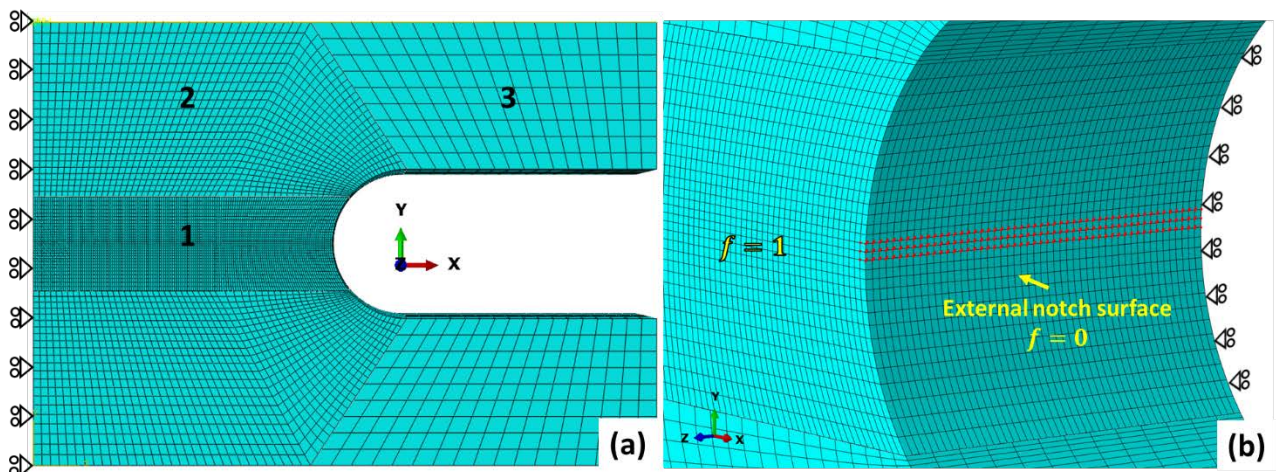 2
3
1
Y
Z
X
(a)
f = 1
External notch surface
f = 0
Y
Z
X
(b)